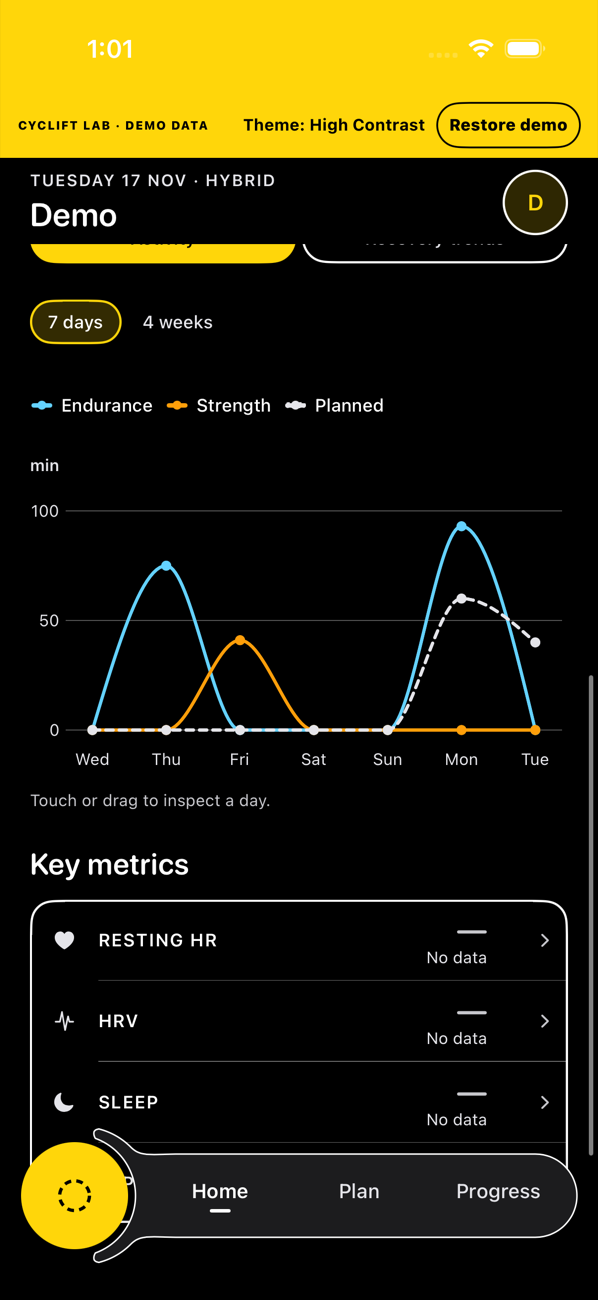 1:01
CYCLIFT LAB · DEMO DATA
Theme: High Contrast
Restore demo
TUESDAY 17 NOV · HYBRID
Demo
D
7 days
4 weeks
Endurance
Strength
Planned
min
100
50
0
Wed Thu Fri Sat Sun Mon Tue
Touch or drag to inspect a day.
Key metrics
RESTING HR
No data
HRV
No data
SLEEP
No data
Home
Plan
Progress